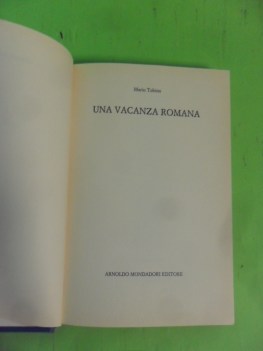 Mario Tobino
UNA VACANZA ROMANA
ARNOLDO MONDADORI EDITORE